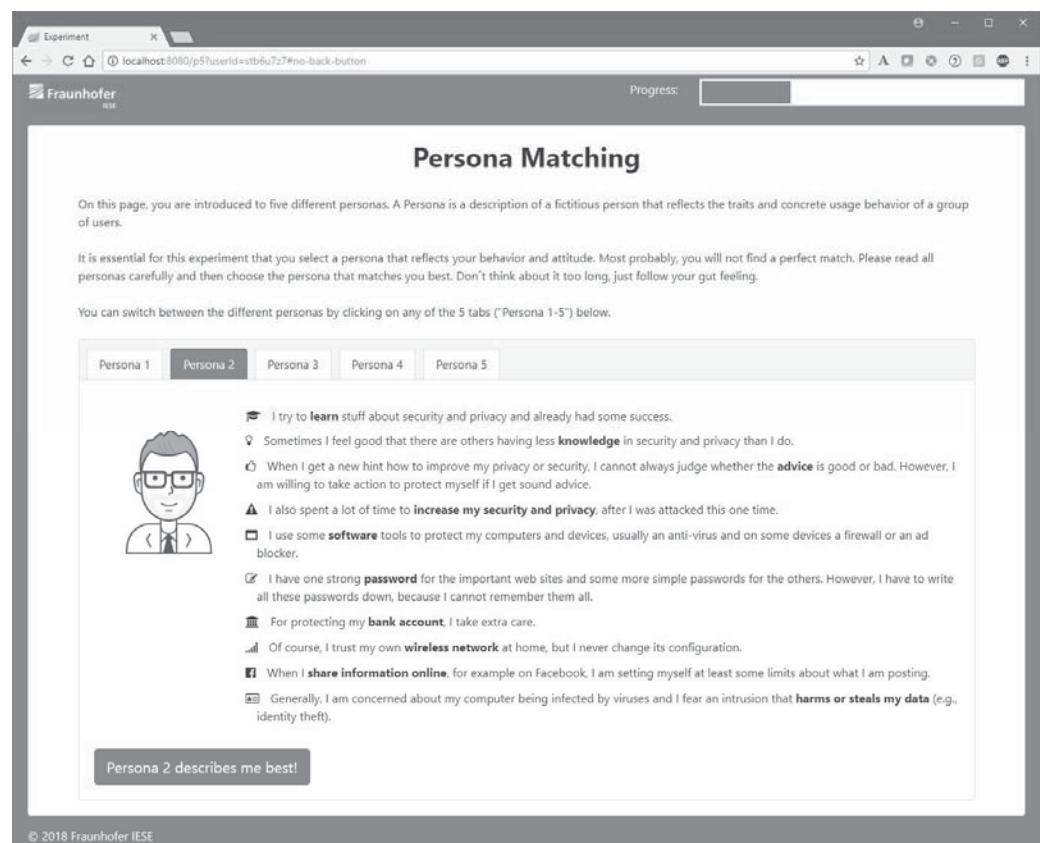 Experiment
localhost:8080/p5?userId=stb6u7z7#no-back-button
Fraunhofer
IESE
Progress:
Persona Matching
On this page, you are introduced to five different personas. A Persona is a description of a fictitious person that reflects the traits and concrete usage behavior of a group
of users.
It is essential for this experiment that you select a persona that reflects your behavior and attitude. Most probably, you will not find a perfect match. Please read all
personas carefully and then choose the persona that matches you best. Don´t think about it too long, just follow your gut feeling.
You can switch between the different personas by clicking on any of the 5 tabs ("Persona 1-5") below.
Persona 1 Persona 2 Persona 3 Persona 4 Persona 5
I try to learn stuff about security and privacy and already had some success.
Sometimes I feel good that there are others having less knowledge in security and privacy than I do.
When I get a new hint how to improve my privacy or security, I cannot always judge whether the advice is good or bad. However, I
am willing to take action to protect myself if I get sound advice.
I also spent a lot of time to increase my security and privacy, after I was attacked this one time.
I use some software tools to protect my computers and devices, usually an anti-virus and on some devices a firewall or an ad
blocker.
I have one strong password for the important web sites and some more simple passwords for the others. However, I have to write
all these passwords down, because I cannot remember them all.
For protecting my bank account, I take extra care.
Of course, I trust my own wireless network at home, but I never change its configuration.
When I share information online, for example on Facebook, I am setting myself at least some limits about what I am posting.
Generally, I am concerned about my computer being infected by viruses and I fear an intrusion that harms or steals my data (e.g.,
identity theft).
Persona 2 describes me best!
© 2018 Fraunhofer IESE